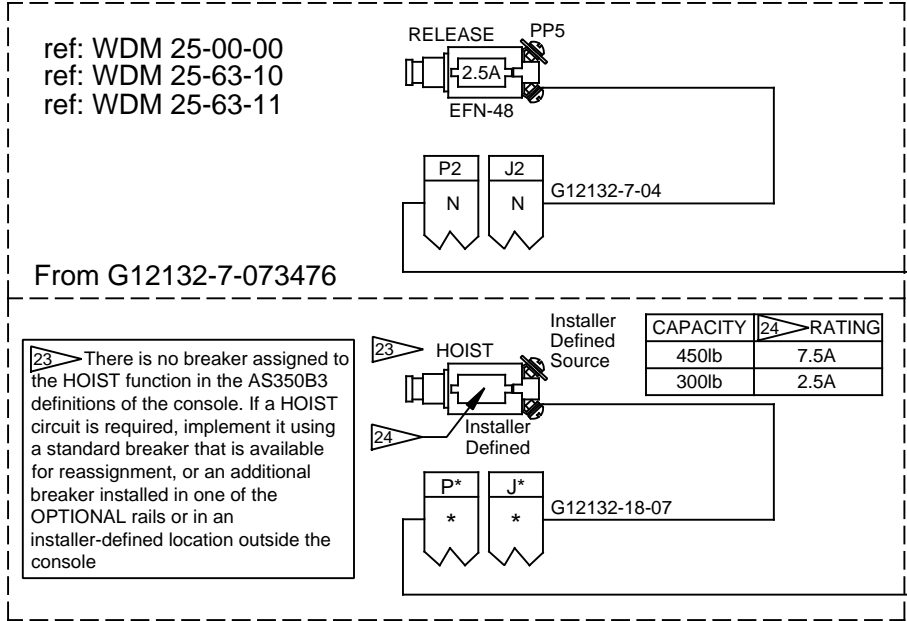 ref: WDM 25-00-00
ref: WDM 25-63-10
ref: WDM 25-63-11
RELEASE
PP5
2.5A
EFN-48
P2
J2
N
N
G12132-7-04
From G12132-7-073476
23 There is no breaker assigned to
the HOIST function in the AS350B3
definitions of the console. If a HOIST
circuit is required, implement it using
a standard breaker that is available
for reassignment, or an additional
breaker installed in one of the
OPTIONAL rails or in an
installer-defined location outside the
console
23
HOIST
Installer
Defined
Source
24
Installer
Defined
CAPACITY 24 RATING
450lb 7.5A
300lb 2.5A
P*
J*
*
*
G12132-18-07